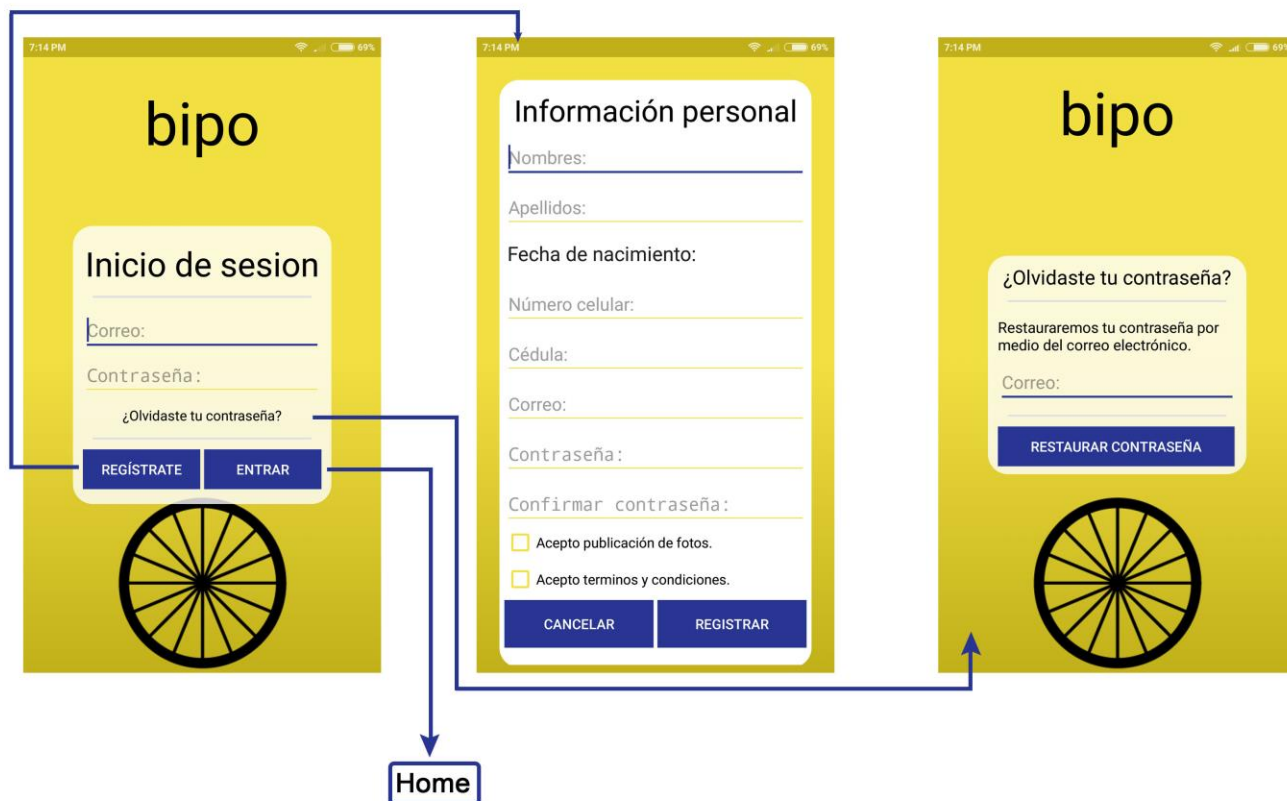 7:14 PM 69%
bipo
Inicio de sesion
Correo:
Contraseña:
¿Olvidaste tu contraseña?
REGÍSTRATE ENTRAR
7:14 PM 69%
Información personal
Nombres:
Apellidos:
Fecha de nacimiento:
Número celular:
Cédula:
Correo:
Contraseña:
Confirmar contraseña:
Acepto publicación de fotos.
Acepto terminos y condiciones.
CANCELAR REGISTRAR
7:14 PM 69%
bipo
¿Olvidaste tu contraseña?
Restauraremos tu contraseña por
medio del correo electrónico.
Correo:
RESTAURAR CONTRASEÑA
Home